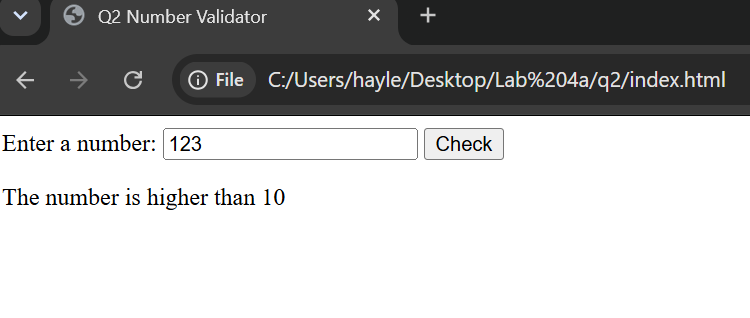 Q2 Number Validator
File C:/Users/hayle/Desktop/Lab%204a/q2/index.html
Enter a number: 123 Check
The number is higher than 10